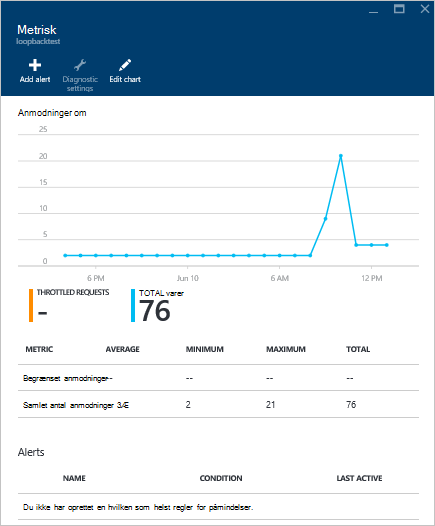 Metrisk
loopbacktest
Add alert Diagnostic settings Edit chart
Anmodninger om
25
20
15
10
5
0
6 PM Jun 10 6 AM 12 PM
THROTTLED REQUESTS TOTAL varer
- 76
METRIC AVERAGE MINIMUM MAXIMUM TOTAL
Begrænset anmodninger-- -- -- --
Samlet antal anmodninger 3,Æ 2 21 76
Alerts
NAME CONDITION LAST ACTIVE
Du ikke har oprettet en hvilken som helst regler for påmindelser.